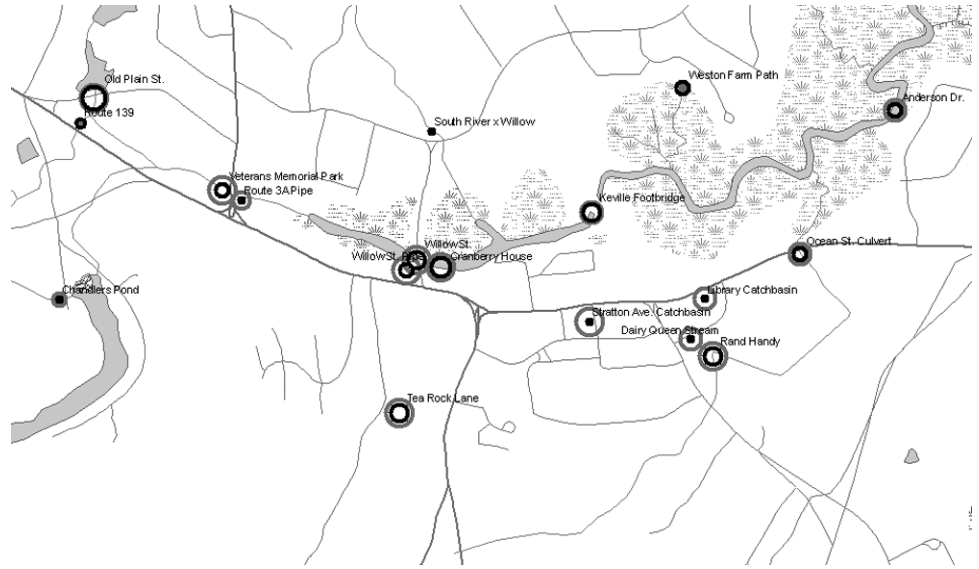 Old Plain St.
Weston Farm Path
Anderson Dr.
Route 139
South River x Willow
Veterans Memorial Park
Route 3A Pipe
Keville Footbridge
Willow St.
Willow St. Pipe
Cranberry House
Ocean St. Culvert
Chandlers Pond
Library Catchbasin
Stratton Ave. Catchbasin
Dairy Queen Stream
Rand Handy
Tea Rock Lane